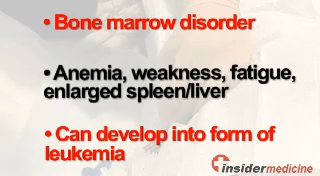 • Bone marrow disorder
• Anemia, weakness, fatigue,
enlarged spleen/liver
• Can develop into form of
leukemia
insidermedicine